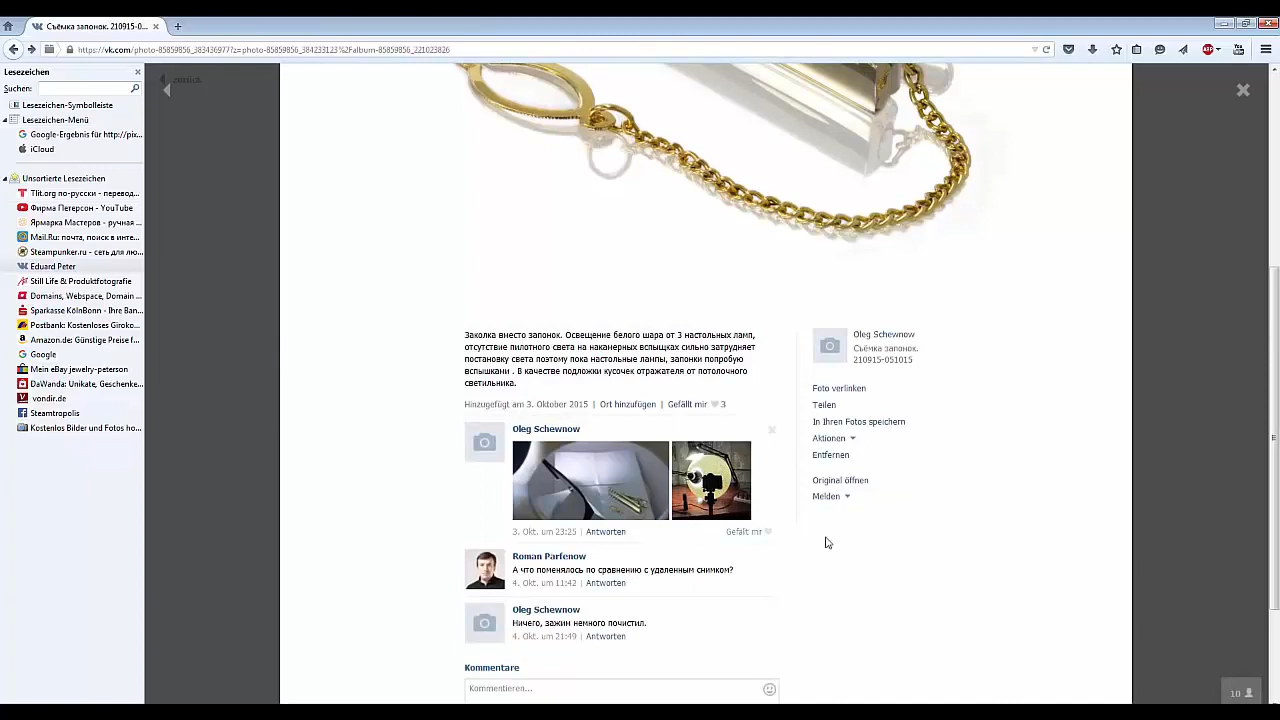 Съёмка запонок. 210915-0...
https://vk.com/photo-85859856_383436977?z=photo-85859856_384233123%2Falbum-85859856_221023826
Lesezeichen
zurück
Suchen:
Lesezeichen-Symbolleiste
Lesezeichen-Menü
Google-Ergebnis für http://pix...
iCloud
Unsortierte Lesezeichen
Tlit.org по-русски - перевод...
Фирма Петерсон - YouTube
Ярмарка Мастеров - ручная ...
Mail.Ru: почта, поиск в инте...
Steampunker.ru - сеть для лю...
Eduard Peter
Still Life & Produktfotografie
Domains, Webspace, Domain ...
Sparkasse KölnBonn - Ihre Ban...
Postbank: Kostenloses Giroko...
Amazon.de: Günstige Preise f...
Google
Mein eBay jewelry-peterson
DaWanda: Unikate, Geschenke...
vondir.de
Steamtropolis
Kostenlos Bilder und Fotos ho...
Заколка вместо запонок. Освещение белого шара от 3 настольных ламп,
отсутствие пилотного света на накамерных вспышках сильно затрудняет
постановку света поэтому пока настольные лампы, запонки попробую
вспышками . В качестве подложки кусочек отражателя от потолочного
светильника.
Hinzugefügt am 3. Oktober 2015 | Ort hinzufügen | Gefällt mir 3
Oleg Schewnow
3. Okt. um 23:25 | Antworten
Gefällt mir
Roman Parfenow
А что поменялось по сравнению с удаленным снимком?
4. Okt. um 11:42 | Antworten
Oleg Schewnow
Ничего, зажим немного почистил.
4. Okt. um 21:49 | Antworten
Kommentare
Kommentieren...
Oleg Schewnow
Съёмка запонок.
210915-051015
Foto verlinken
Teilen
In Ihren Fotos speichern
Aktionen
Entfernen
Original öffnen
Melden
10